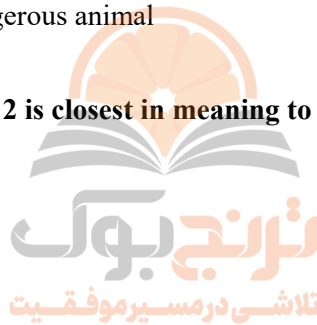 gerous animal
2 is closest in meaning to
ترنج بوک
تلاشی در مسیر موفقیت